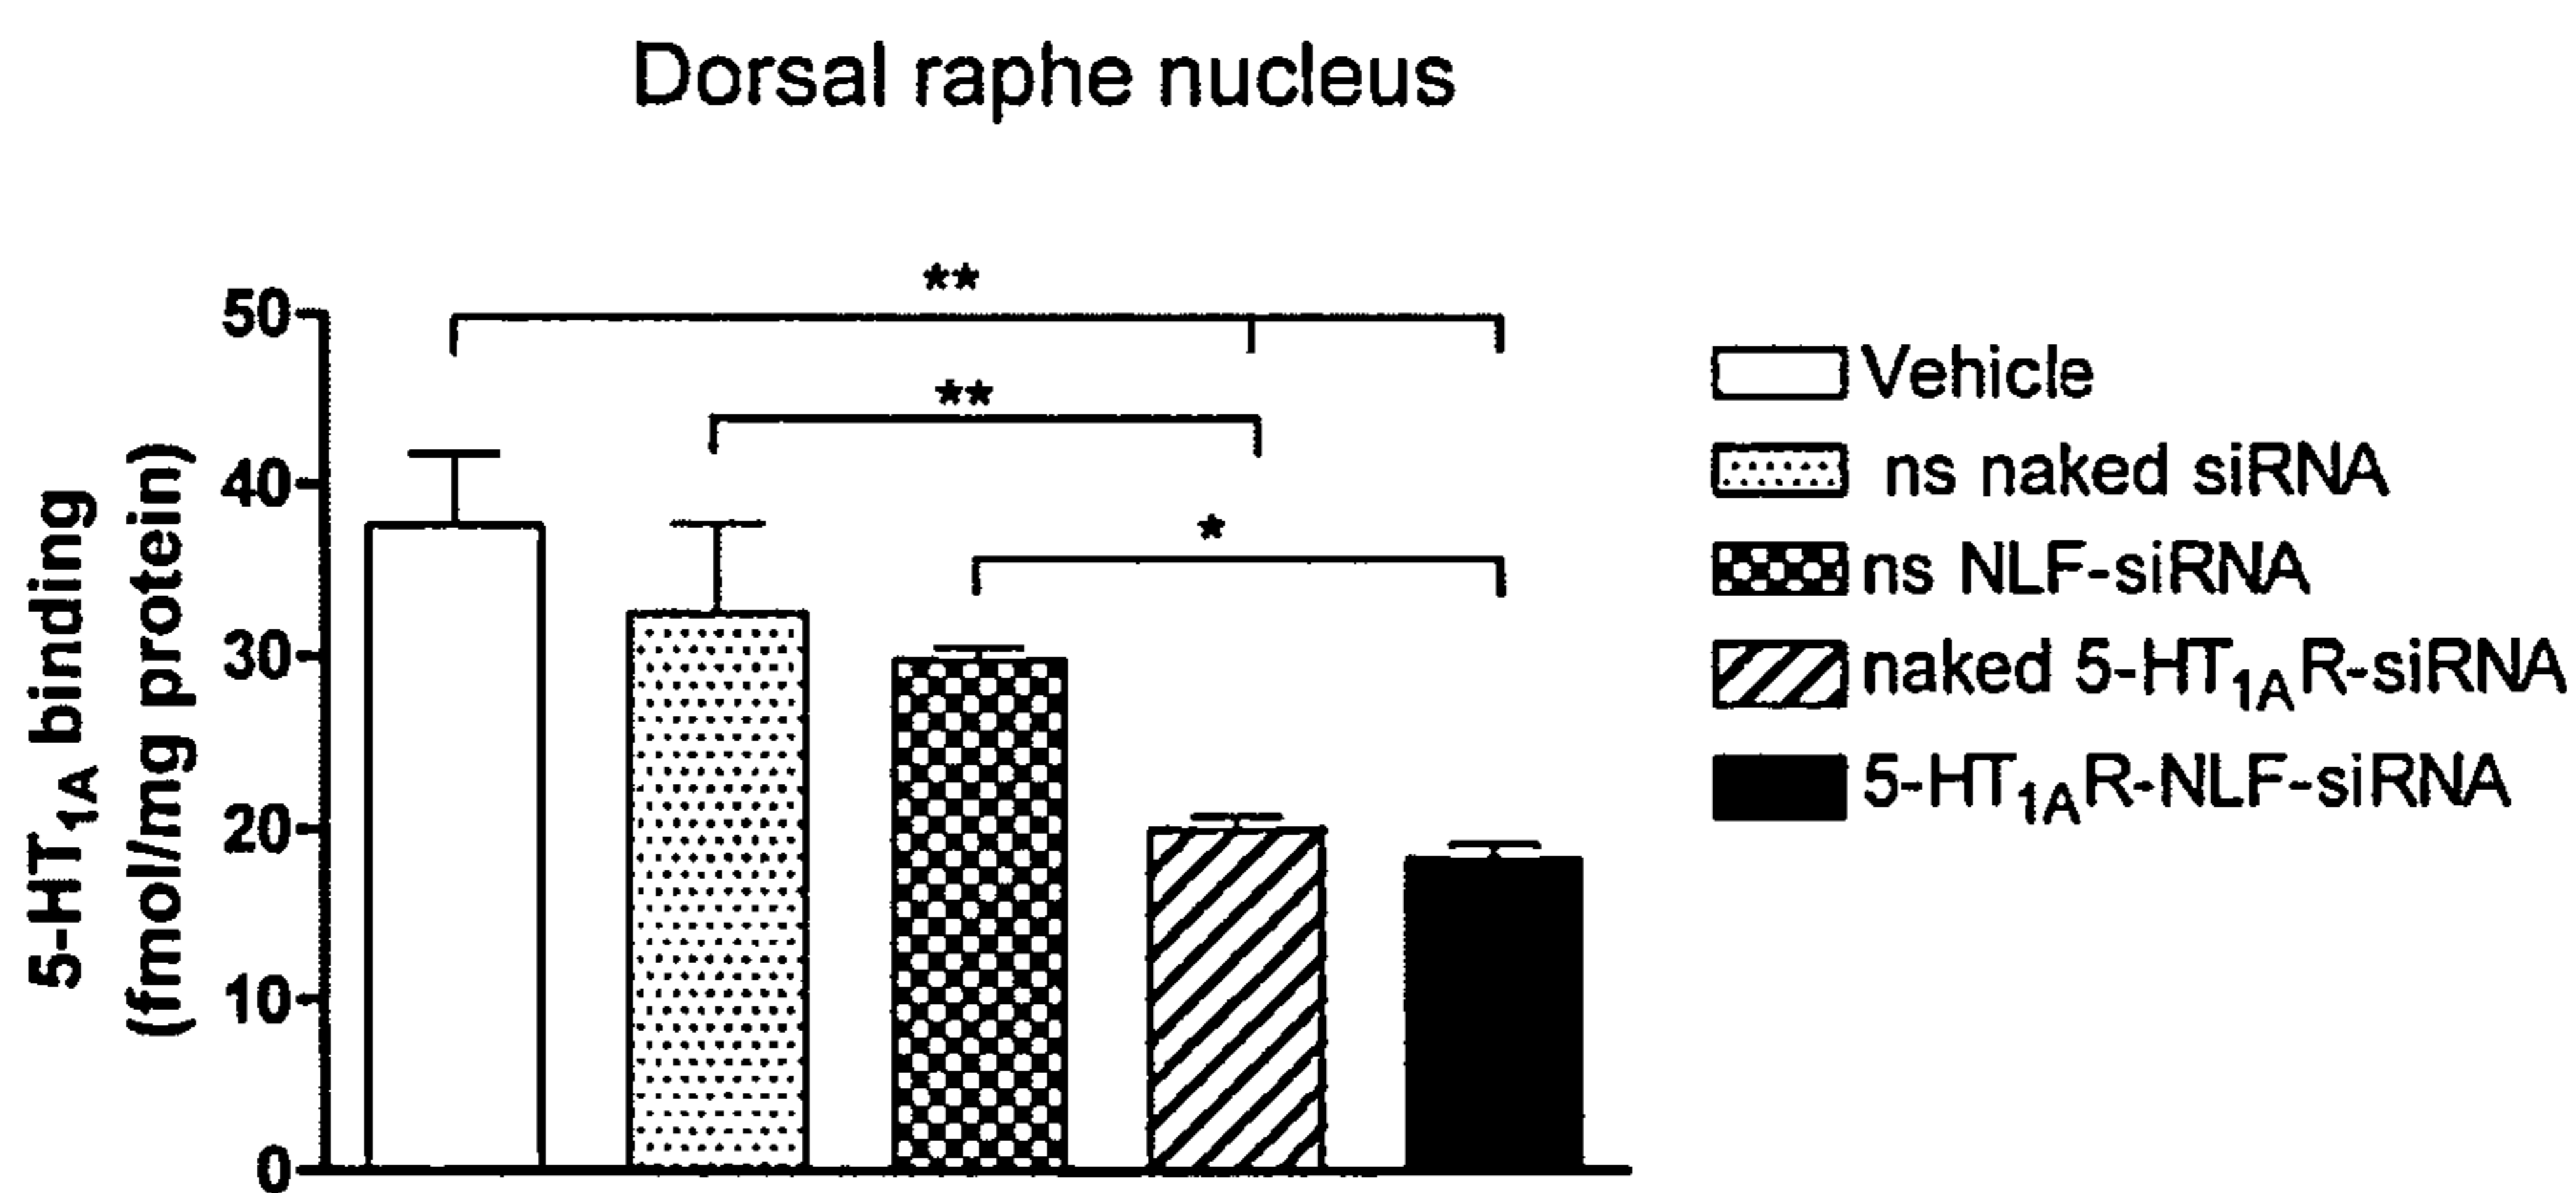 Dorsal raphe nucleus
**
**
*
50
40
30
20
10
0
5-HT1A binding
(fmol/mg protein)
Vehicle
ns naked siRNA
ns NLF-siRNA
naked 5-HT1AR-siRNA
5-HT1AR-NLF-siRNA